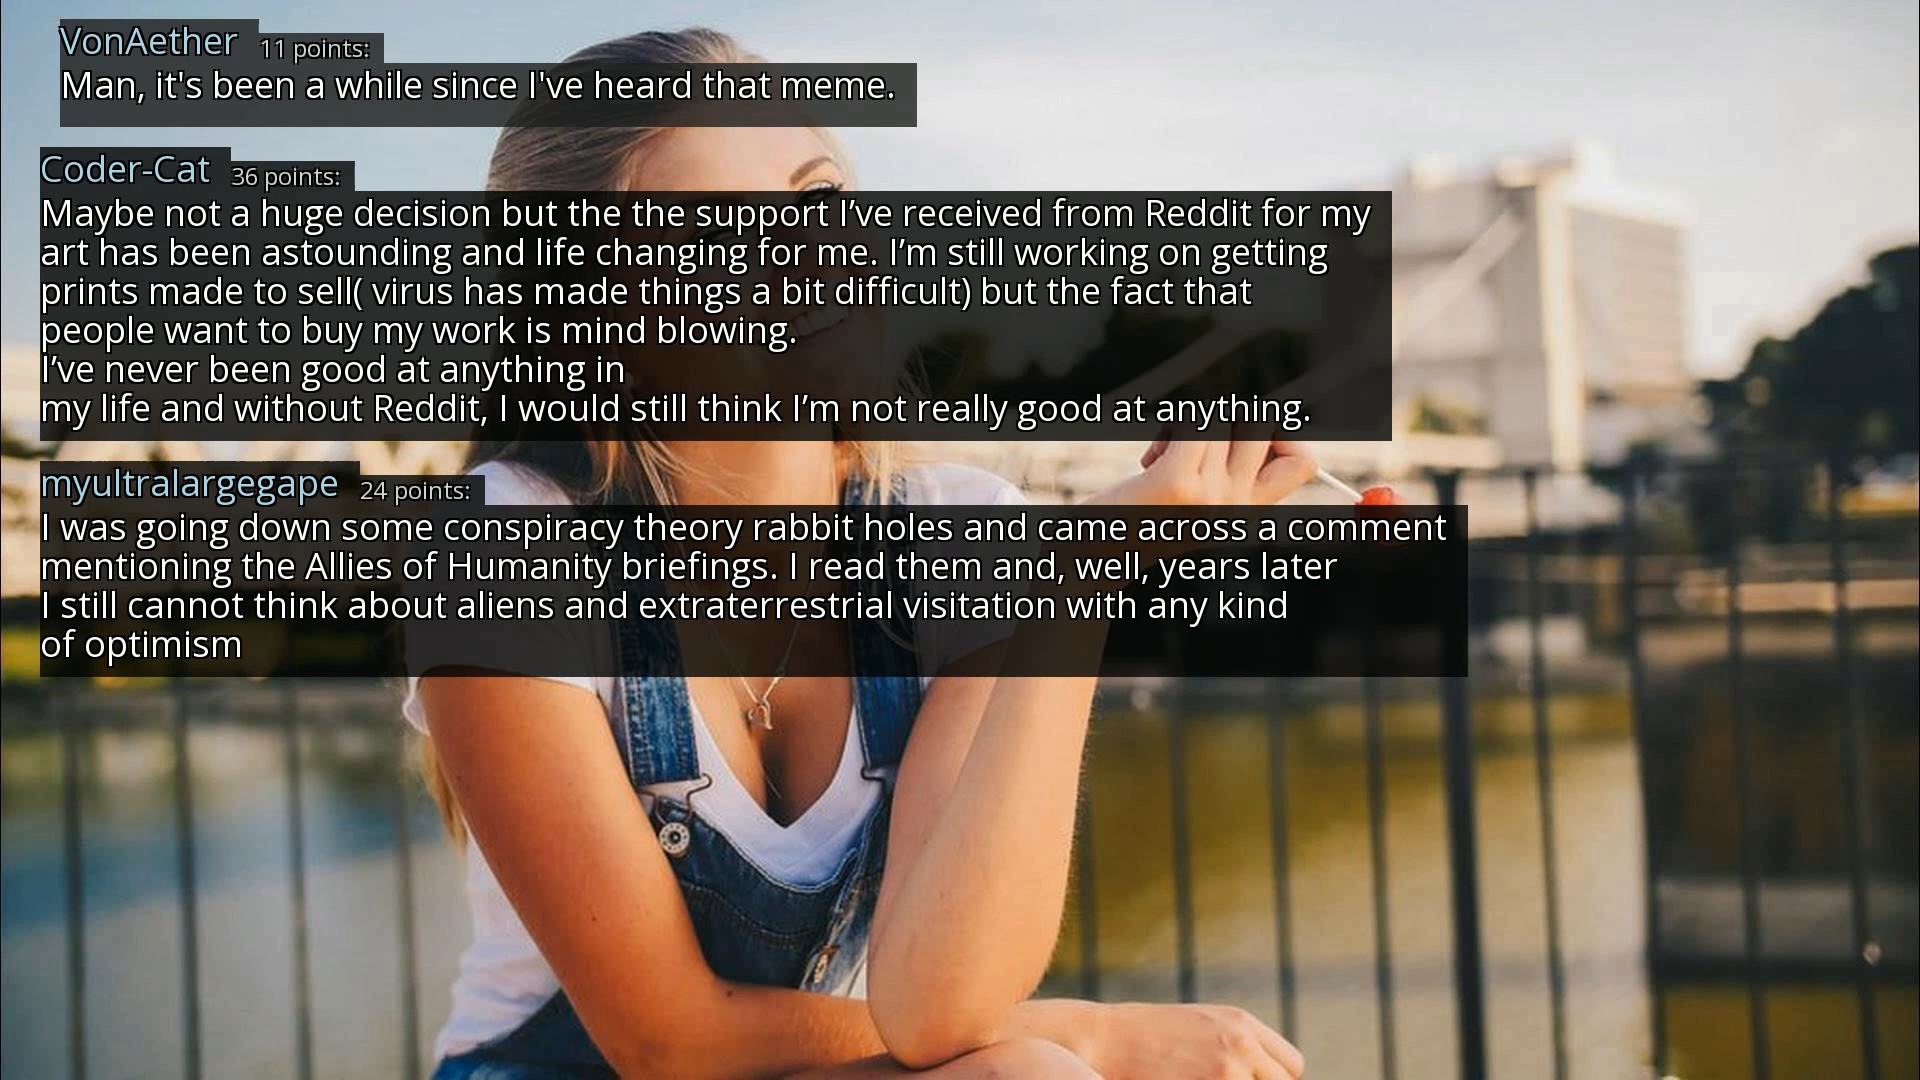 VonAether 11 points:
Man, it's been a while since I've heard that meme.
Coder-Cat 36 points:
Maybe not a huge decision but the the support I’ve received from Reddit for my
art has been astounding and life changing for me. I’m still working on getting
prints made to sell( virus has made things a bit difficult) but the fact that
people want to buy my work is mind blowing.
I’ve never been good at anything in
my life and without Reddit, I would still think I’m not really good at anything.
myultralargegape 24 points:
I was going down some conspiracy theory rabbit holes and came across a comment
mentioning the Allies of Humanity briefings. I read them and, well, years later
I still cannot think about aliens and extraterrestrial visitation with any kind
of optimism